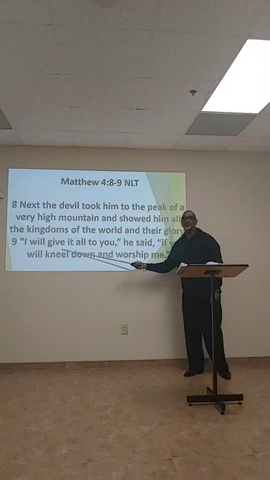 Matthew 4:8-9 NLT
8 Next the devil took him to the peak of a
very high mountain and showed him all
the kingdoms of the world and their glory.
9 “I will give it all to you,” he said, “if you
will kneel down and worship me.”